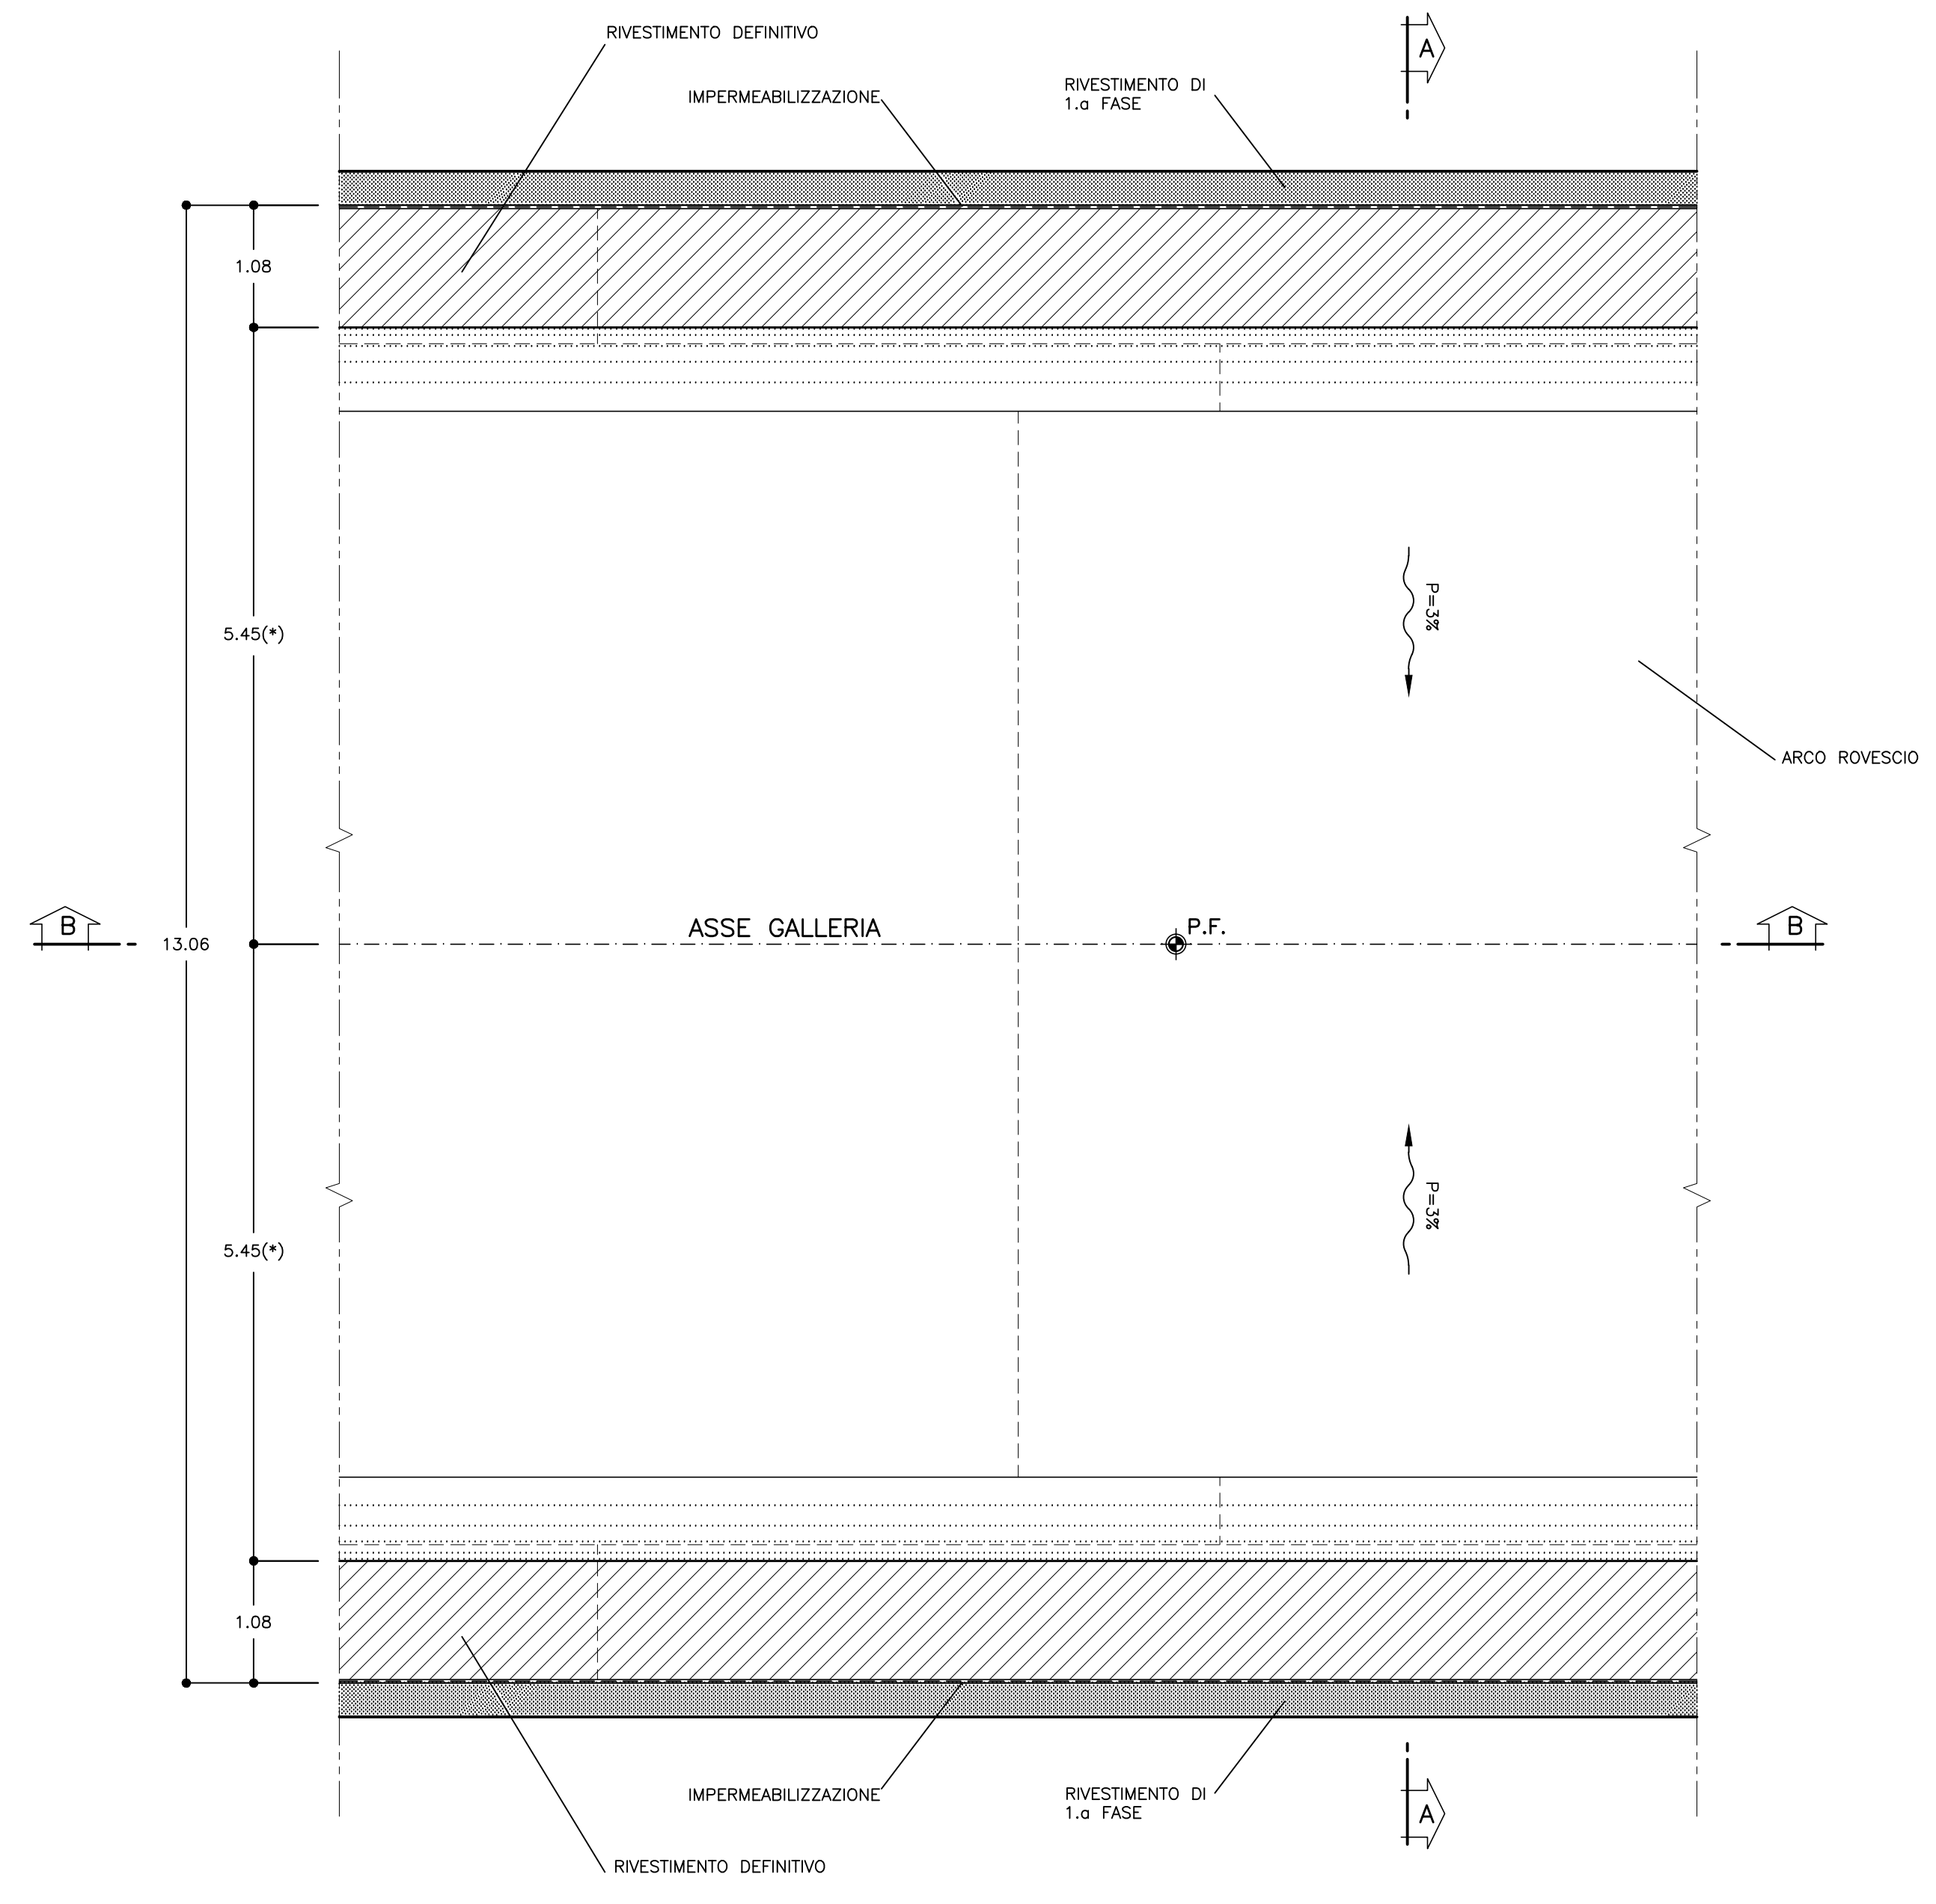 RIVESTIMENTO DEFINITIVO
A
RIVESTIMENTO DI
1.a FASE
IMPERMEABILIZZAZIONE
1.08
5.45(*)
P=3%
ARCO ROVESCIO
B
13.06
ASSE GALLERIA
P.F.
B
P=3%
5.45(*)
1.08
IMPERMEABILIZZAZIONE
RIVESTIMENTO DI
1.a FASE
A
RIVESTIMENTO DEFINITIVO